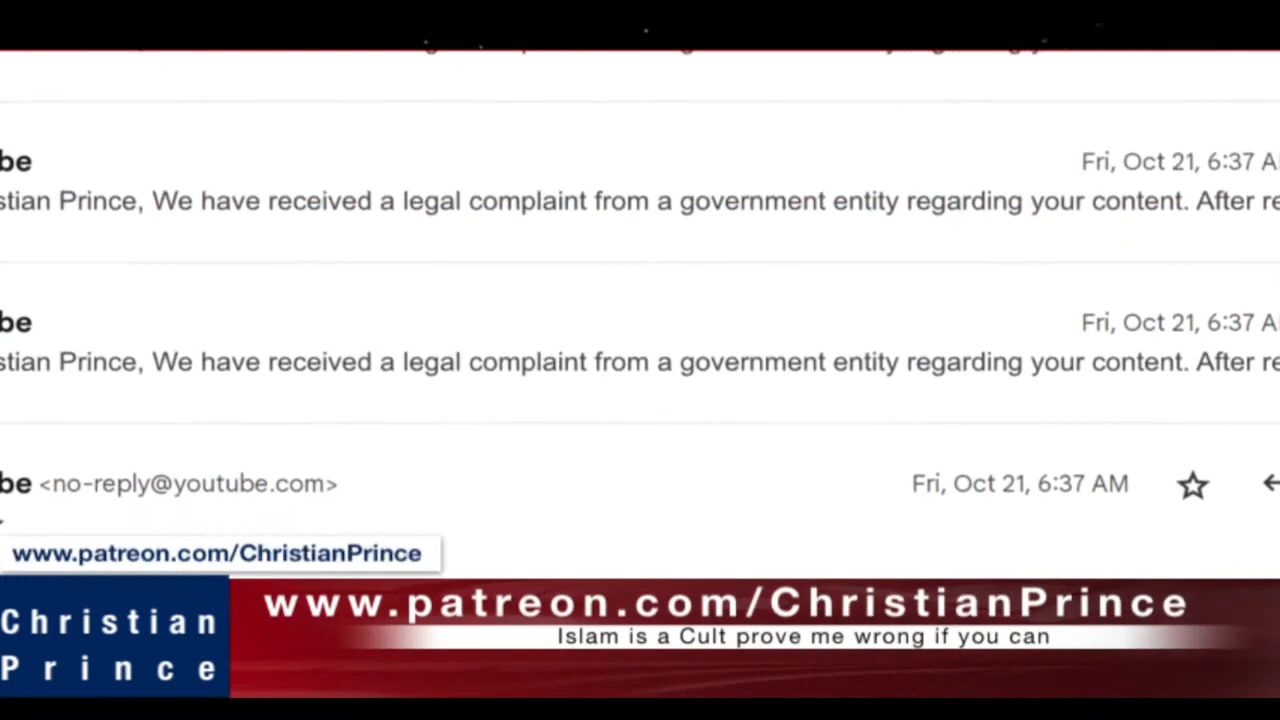 be
Fri, Oct 21, 6:37 A
stian Prince, We have received a legal complaint from a government entity regarding your content. After re
be
Fri, Oct 21, 6:37 A
stian Prince, We have received a legal complaint from a government entity regarding your content. After re
be <no-reply@youtube.com>
Fri, Oct 21, 6:37 AM
www.patreon.com/ChristianPrince
Christian
Prince
www.patreon.com/ChristianPrince
Islam is a Cult prove me wrong if you can